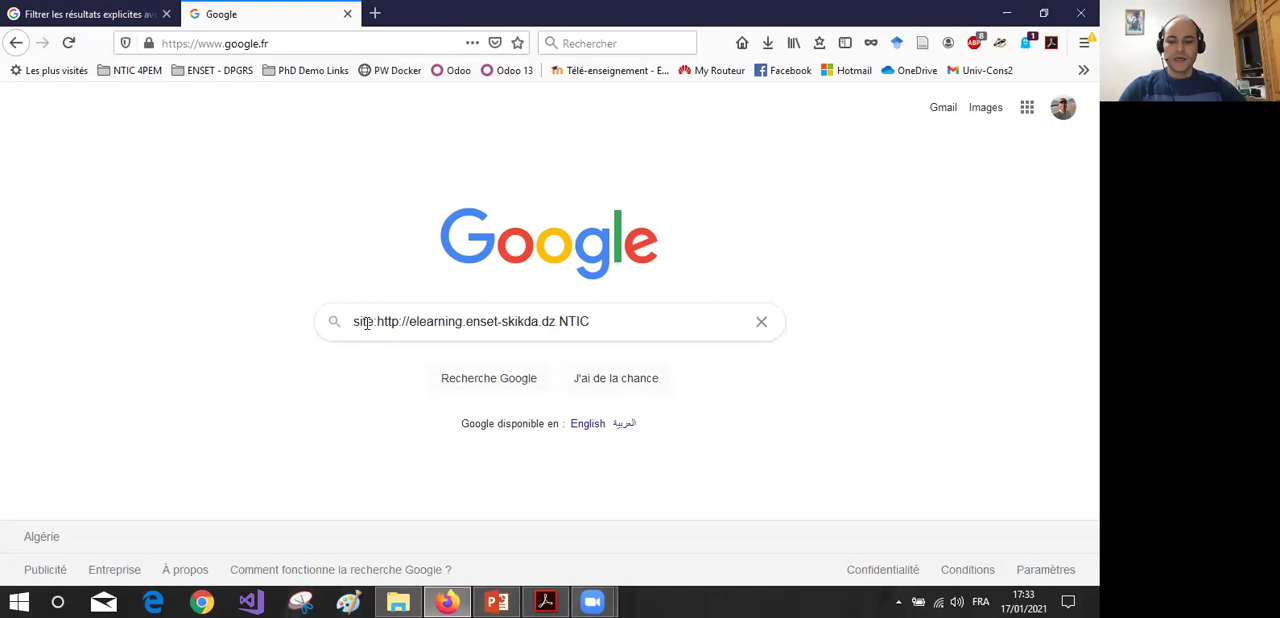 Filtrer les résultats explicites ave
Google
https://www.google.fr
Rechercher
8
1
Les plus visités
NTIC 4PEM
ENSET - DPGRS
PhD Demo Links
PW Docker
Odoo
Odoo 13
Télé-enseignement - E...
My Routeur
Facebook
Hotmail
OneDrive
Univ-Cons2
Gmail
Images
Google
site:http://elearning.enset-skikda.dz NTIC
Recherche Google
J'ai de la chance
Google disponible en :
English
العربية
Algérie
Publicité
Entreprise
À propos
Comment fonctionne la recherche Google ?
Confidentialité
Conditions
Paramètres
FRA
17:33
17/01/2021